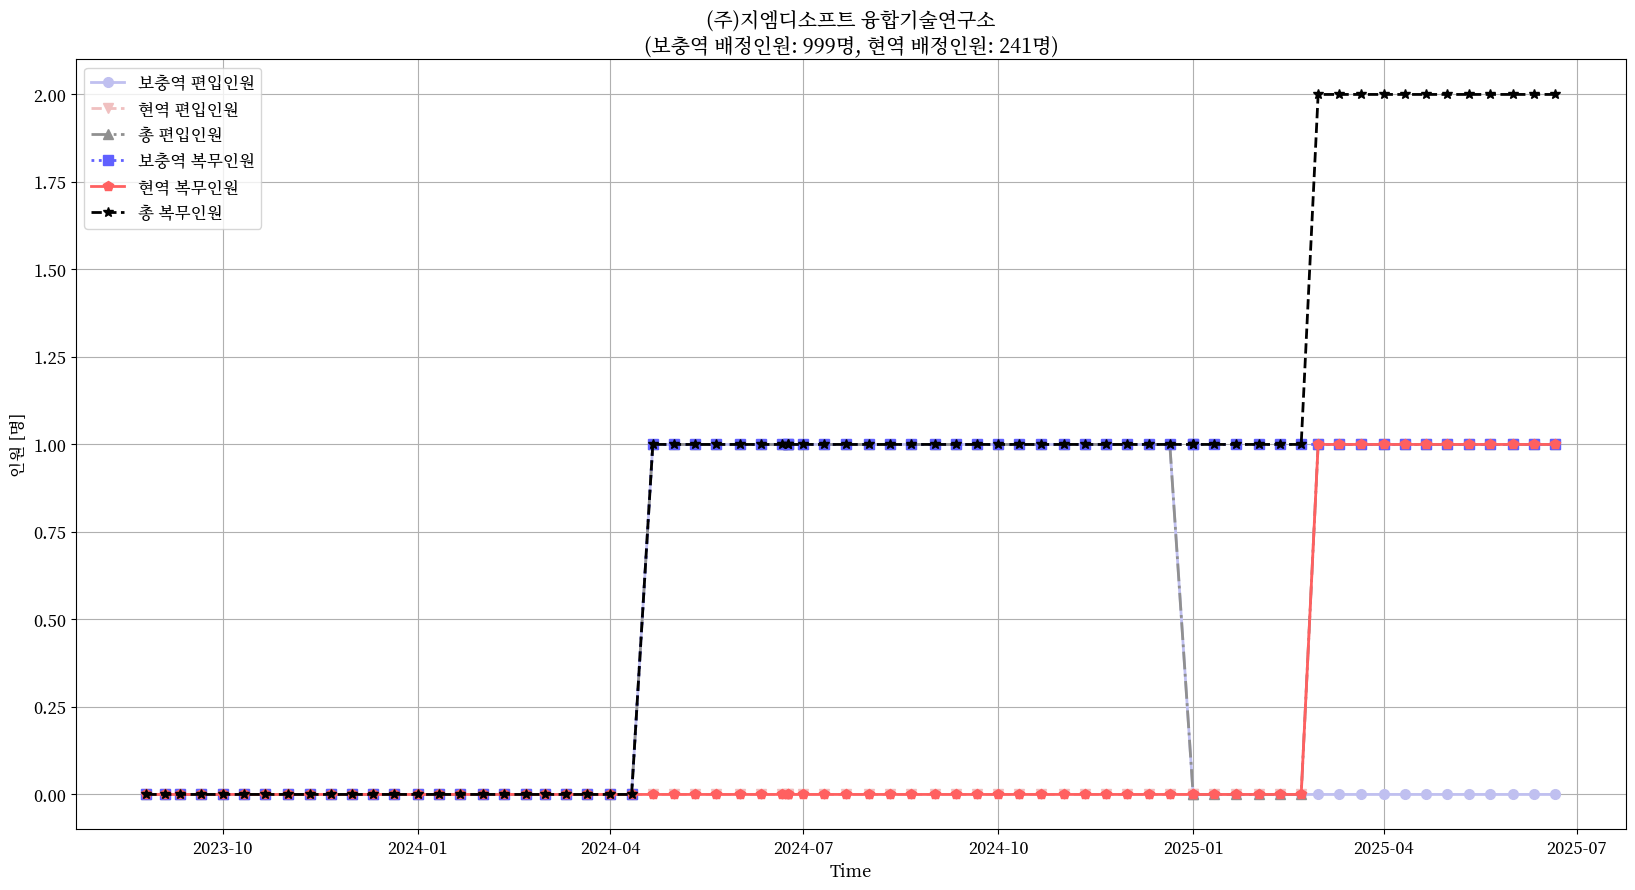 (주)지엠디소프트 융합기술연구소
(보충역 배정인원: 999명, 현역 배정인원: 241명)
보충역 편입인원
현역 편입인원
총 편입인원
보충역 복무인원
현역 복무인원
총 복무인원
인원 [명]
2.00
1.75
1.50
1.25
1.00
0.75
0.50
0.25
0.00
2023-10
2024-01
2024-04
2024-07
2024-10
2025-01
2025-04
2025-07
Time